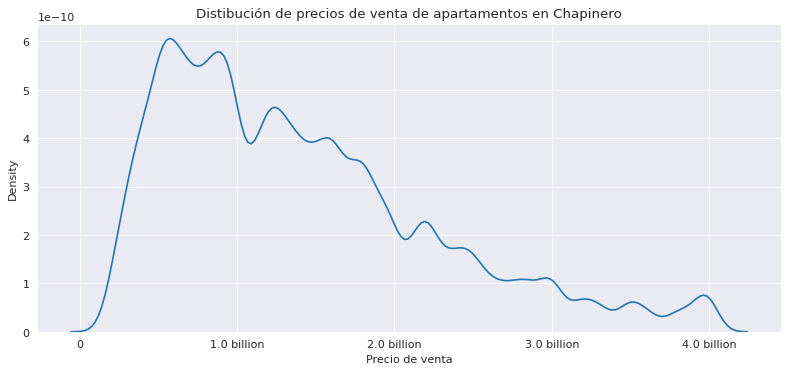 Distibución de precios de venta de apartamentos en Chapinero
1e−10
6
5
4
3
2
1
0
Density
0 1.0 billion 2.0 billion 3.0 billion 4.0 billion
Precio de venta